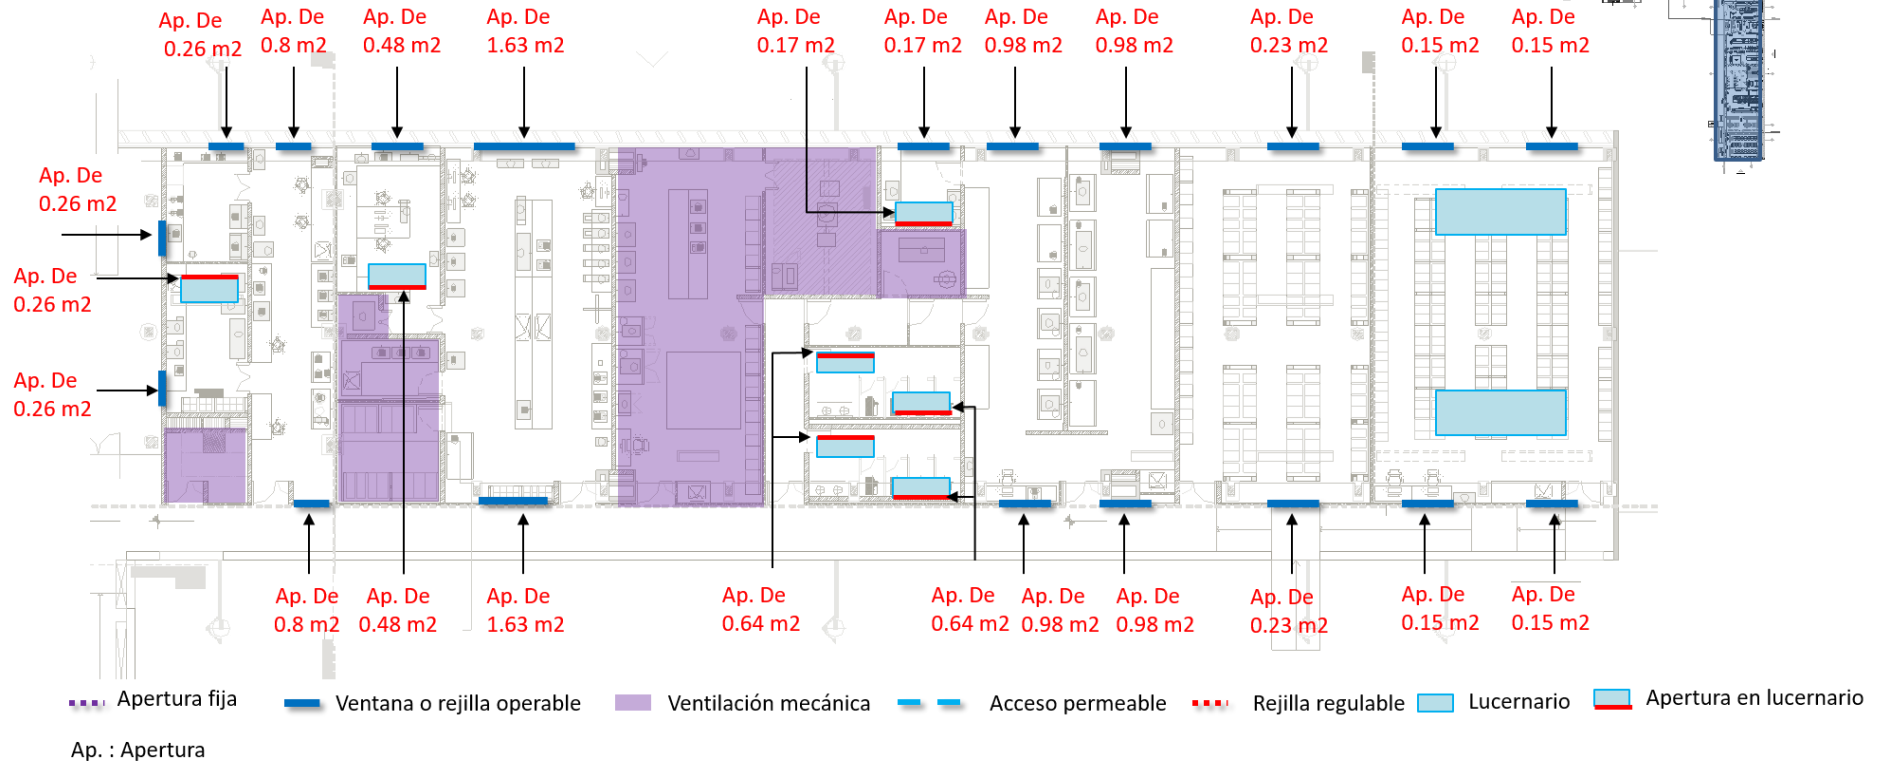 Ap. De
0.26 m2
Ap. De
0.8 m2
Ap. De
0.48 m2
Ap. De
1.63 m2
Ap. De
0.17 m2
Ap. De
0.17 m2
Ap. De
0.98 m2
Ap. De
0.98 m2
Ap. De
0.23 m2
Ap. De
0.15 m2
Ap. De
0.15 m2
Ap. De
0.26 m2
Ap. De
0.26 m2
Ap. De
0.26 m2
Ap. De
0.8 m2
Ap. De
0.48 m2
Ap. De
1.63 m2
Ap. De
0.64 m2
Ap. De
0.64 m2
Ap. De
0.98 m2
Ap. De
0.98 m2
Ap. De
0.23 m2
Ap. De
0.15 m2
Ap. De
0.15 m2
Apertura fija
Ventana o rejilla operable
Ventilación mecánica
Acceso permeable
Rejilla regulable
Lucernario
Apertura en lucernario
Ap. : Apertura